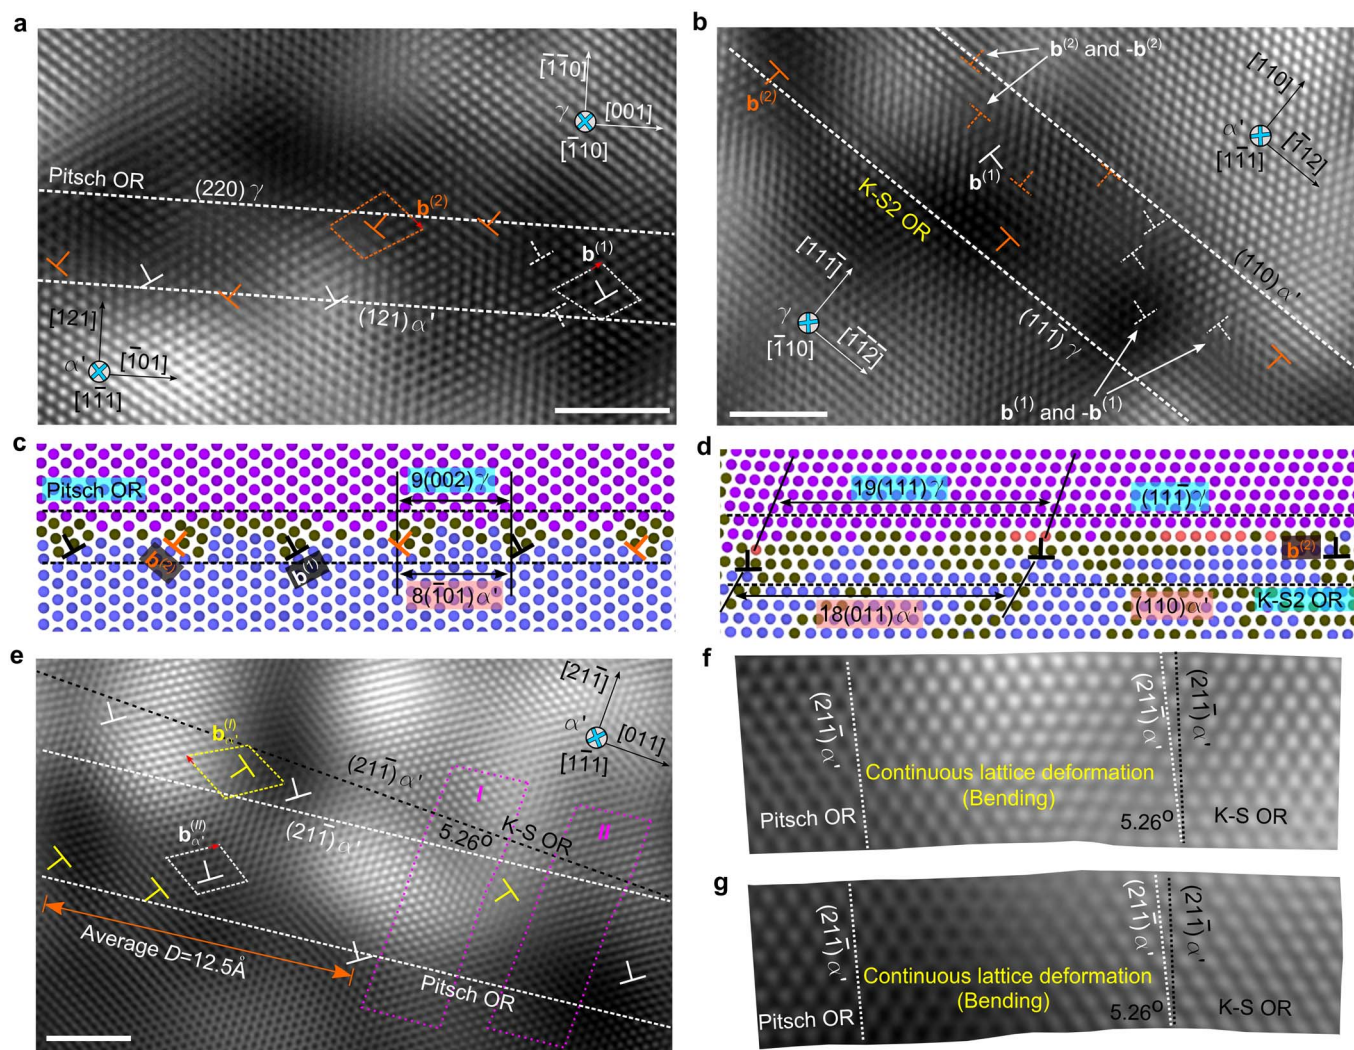 a
[1̅1̅0]
γ
[001]
[1̅10]
Pitsch OR
(220) γ
b⁽²⁾
b⁽¹⁾
[121]
(121) α'
α'
[1̅01]
[11̅1]
b
b⁽²⁾ and -b⁽²⁾
b⁽²⁾
[110]
α'
[11̅1]
[1̅12]
b⁽¹⁾
K-S2 OR
[111̅]
γ
[1̅10]
[1̅1̅2̅]
(110) α'
(111̅) γ
b⁽¹⁾ and -b⁽¹⁾
c
9(002) γ
Pitsch OR
b⁽²⁾
b⁽¹⁾
8(1̅01) α'
d
19(111) γ
(111̅) γ
b⁽²⁾
18(011) α'
(110) α'
K-S2 OR
e
[211̅]
α'
[011]
[11̅1]
b⁽ᴵ⁾α'
(211̅) α'
I
K-S OR
II
5.26°
(211̅) α'
b⁽ᴵᴵ⁾α'
Average D=12.5Å
Pitsch OR
f
(211̅) α'
(211̅) α'
(211̅) α'
Continuous lattice deformation
(Bending)
Pitsch OR
5.26°
K-S OR
g
(211̅) α'
(211̅) α'
(211̅) α'
Continuous lattice deformation
(Bending)
Pitsch OR
5.26°
K-S OR